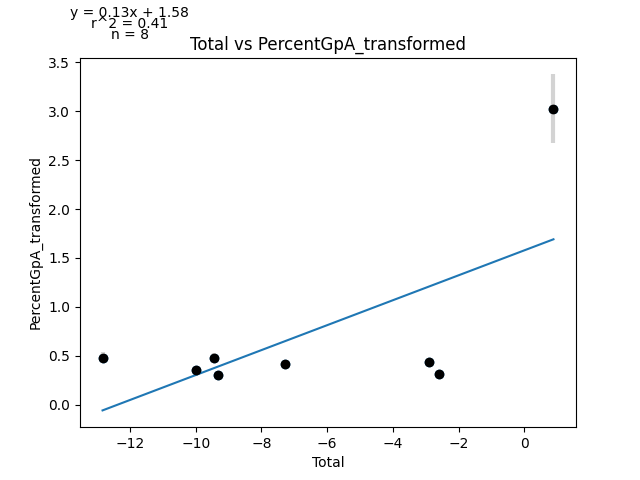 y = 0.13x + 1.58
r^2 = 0.41
n = 8
Total vs PercentGpA_transformed
3.5
3.0
2.5
2.0
1.5
1.0
0.5
0.0
PercentGpA_transformed
−12 −10 −8 −6 −4 −2 0
Total